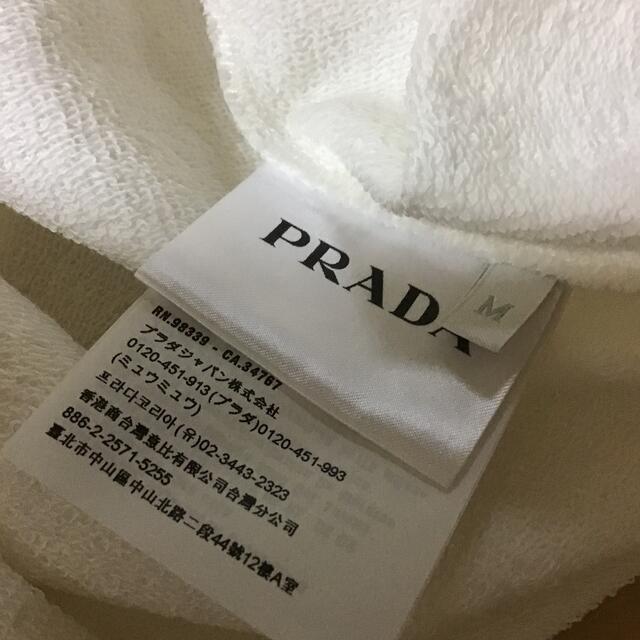 PRADA
M
RN.96339 - CA.34767
プラダジャパン株式会社
0120-451-913(プラダ)0120-451-993
(ミュウミュウ)
프라다코리아(유)02-3443-2323
香港商台灣垂比有限公司台灣分公司
886-2-2571-5255
臺北市中山區中山北路二段44號12樓A室